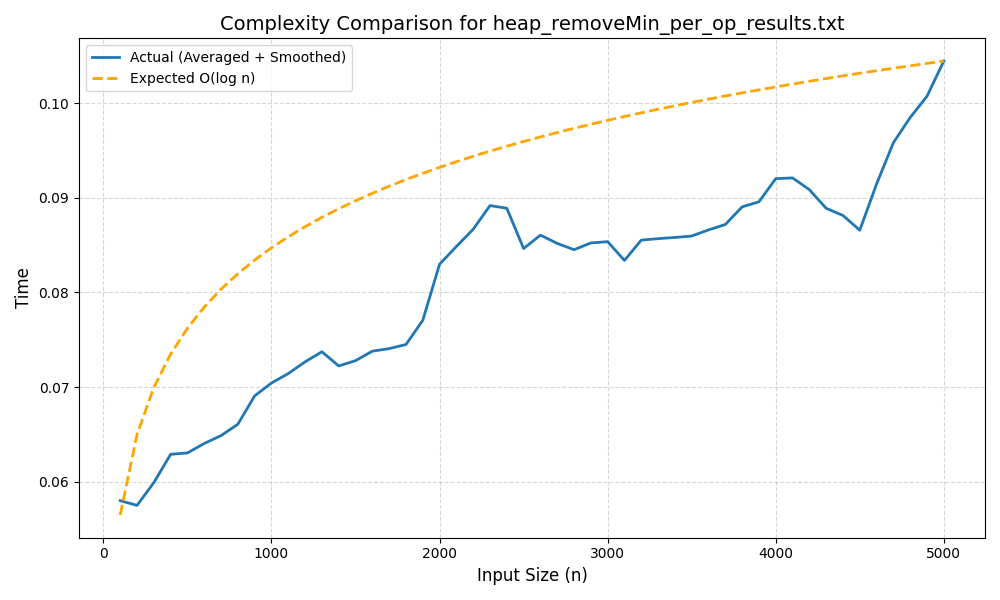 Complexity Comparison for heap_removeMin_per_op_results.txt
Actual (Averaged + Smoothed)
Expected O(log n)
Time
0.10
0.09
0.08
0.07
0.06
0
1000
2000
3000
4000
5000
Input Size (n)